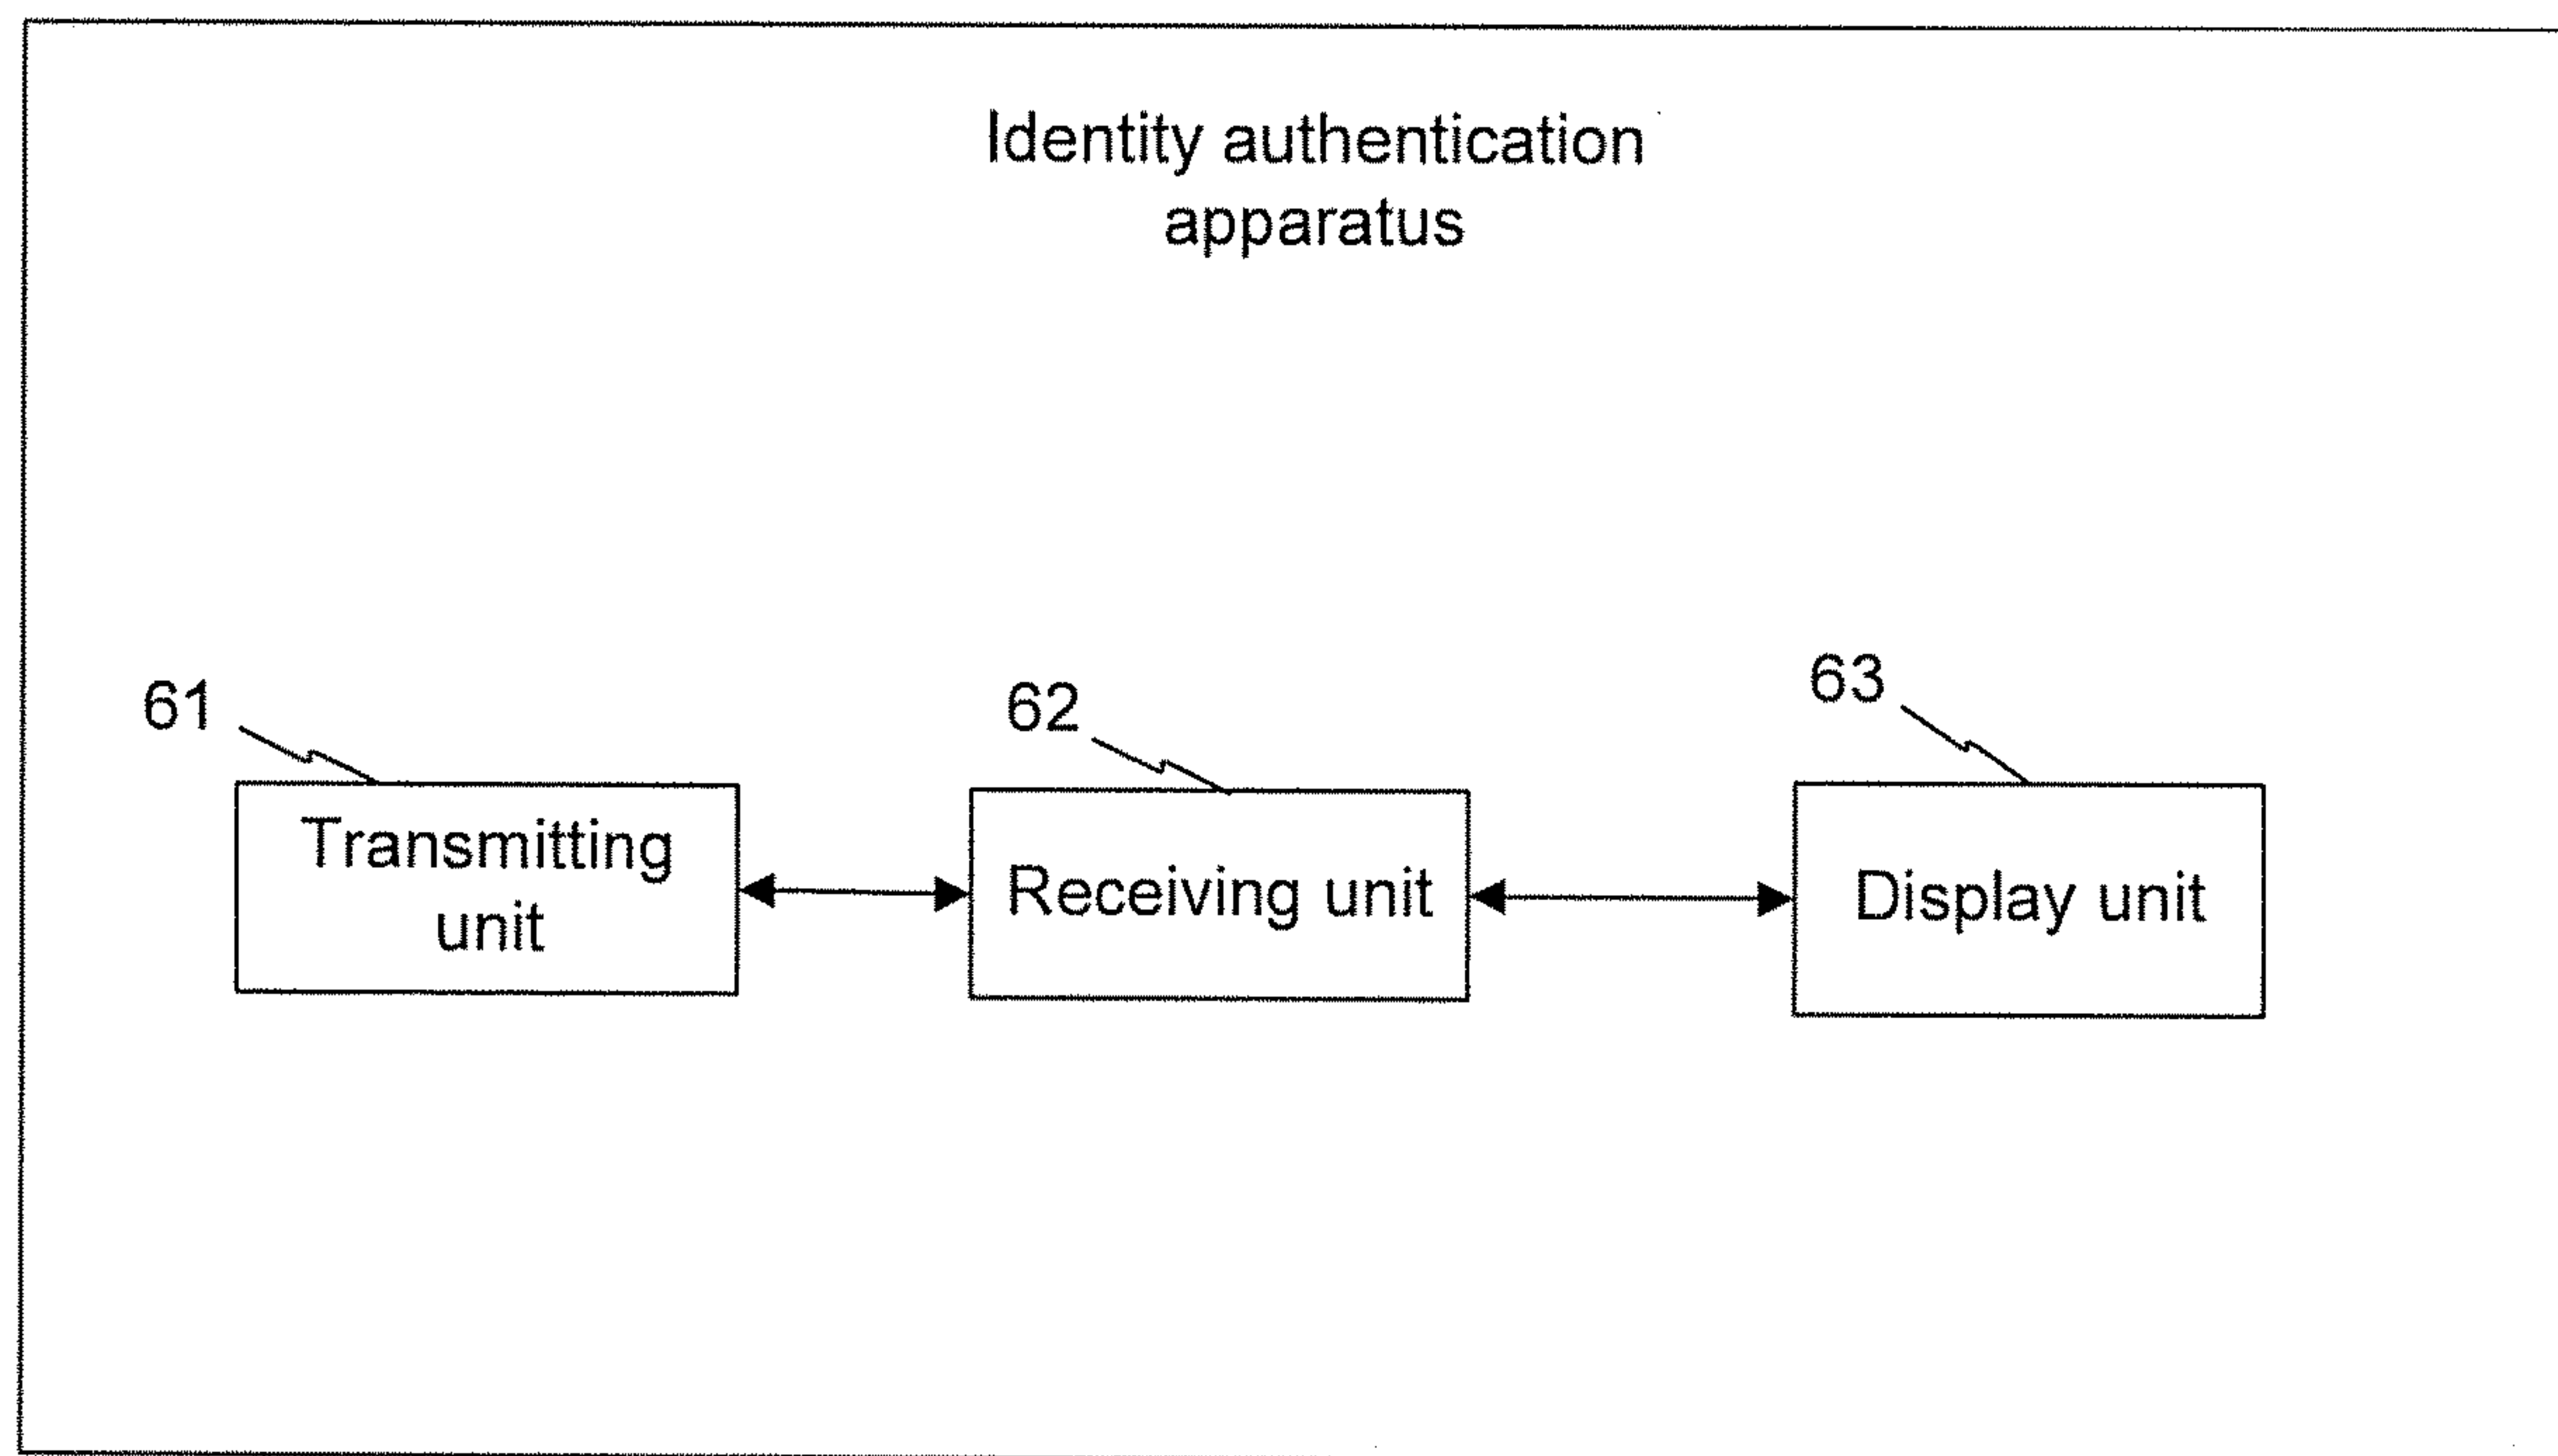 Identity authentication
apparatus
61
62
63
Transmitting
unit
Receiving unit
Display unit